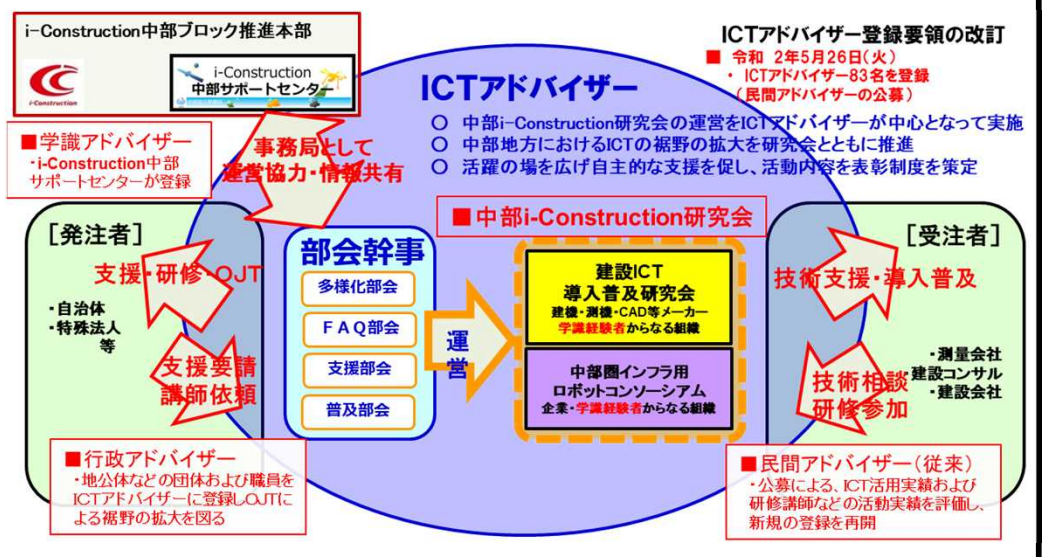 i-Construction中部ブロック推進本部
i-Construction
i-Construction
中部サポートセンター
ICTアドバイザー登録要領の改訂
■ 令和 2年5月26日(火)
・ ICTアドバイザー83名を登録
(民間アドバイザーの公募)
ICTアドバイザー
○ 中部i-Construction研究会の運営をICTアドバイザーが中心となって実施
○ 中部地方におけるICTの裾野の拡大を研究会とともに推進
○ 活躍の場を広げ自主的な支援を促し、活動内容を表彰制度を策定
■学識アドバイザー
・i-Construction中部
サポートセンターが登録
事務局として
運営協力・情報共有
[発注者]
支援・研修・OJT
・自治体
・特殊法人
等
支援要請
講師依頼
部会幹事
多様化部会
FAQ部会
支援部会
普及部会
運営
■中部i-Construction研究会
建設ICT
導入普及研究会
建機・測機・CAD等メーカー
学識経験者からなる組織
中部圏インフラ用
ロボットコンソーシアム
企業・学識経験者からなる組織
[受注者]
技術支援・導入普及
技術相談
研修参加
・測量会社
・建設コンサル
・建設会社
■行政アドバイザー
・地公体などの団体および職員を
ICTアドバイザーに登録しOJTに
よる裾野の拡大を図る
■民間アドバイザー(従来)
・公募による、ICT活用実績および
研修講師などの活動実績を評価し、
新規の登録を再開